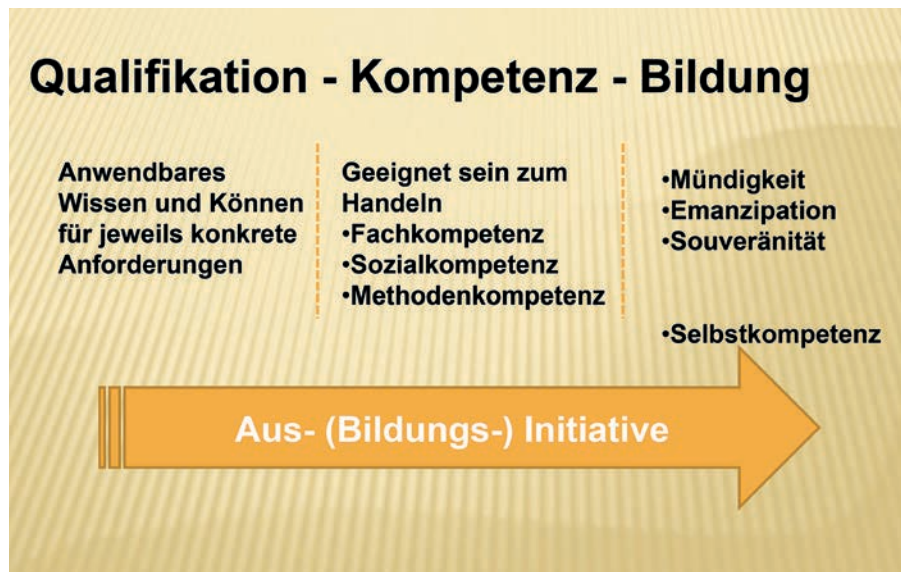 Qualifikation - Kompetenz - Bildung
Anwendbares
Wissen und Können
für jeweils konkrete
Anforderungen
Geeignet sein zum
Handeln
•Fachkompetenz
•Sozialkompetenz
•Methodenkompetenz
•Mündigkeit
•Emanzipation
•Souveränität
•Selbstkompetenz
Aus- (Bildungs-) Initiative